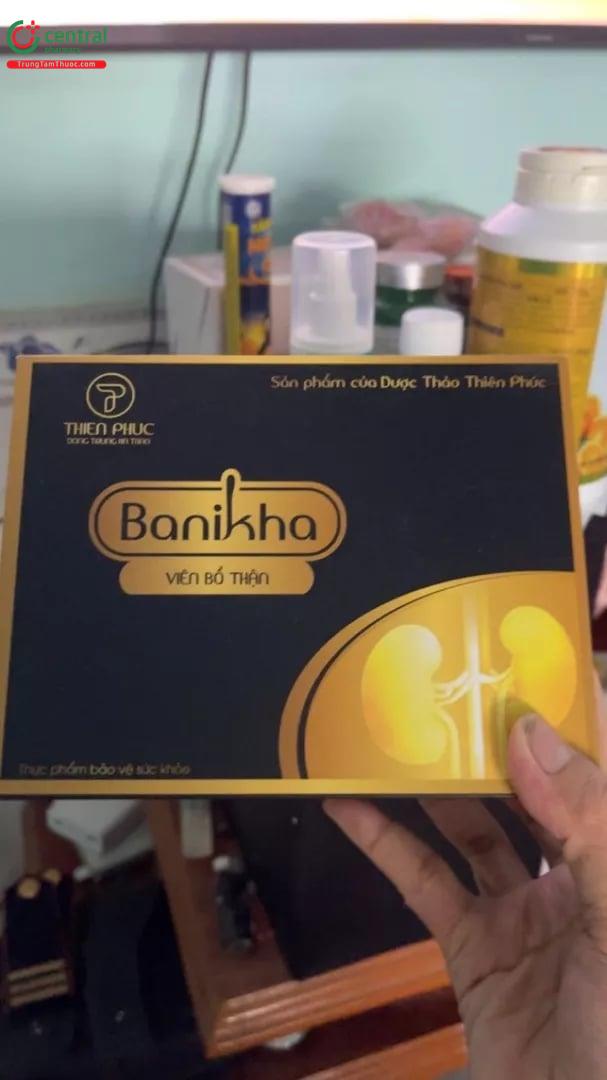 central
pharmacy
TrungTamThuoc.com
Sản phẩm của Dược Thảo Thiên Phúc
THIEN PHUC
Banikha
VIÊN BỔ THẬN
Thực phẩm bảo vệ sức khỏe